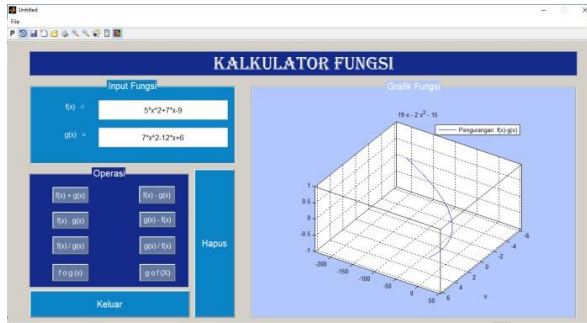 Untitled
File
KALKULATOR FUNGSI
Input Fungsi
f(x) = 5*x^2+7*x-9
g(x) = 7*x^2-12*x+6
Operasi
f(x) + g(x) f(x) - g(x)
f(x) g(x) g(x) - f(x)
f(x) / g(x) g(x) / f(x)
f o g (x) g o f (X)
Hapus
Keluar
Grafik Fungsi
19 x - 2 x² - 15
Pengurangan f(x)-g(x)
1
0.5
0
-0.5
-1
-200 -150 -100 -50 0 50
6 4 2 0 -2 -4 -6
x